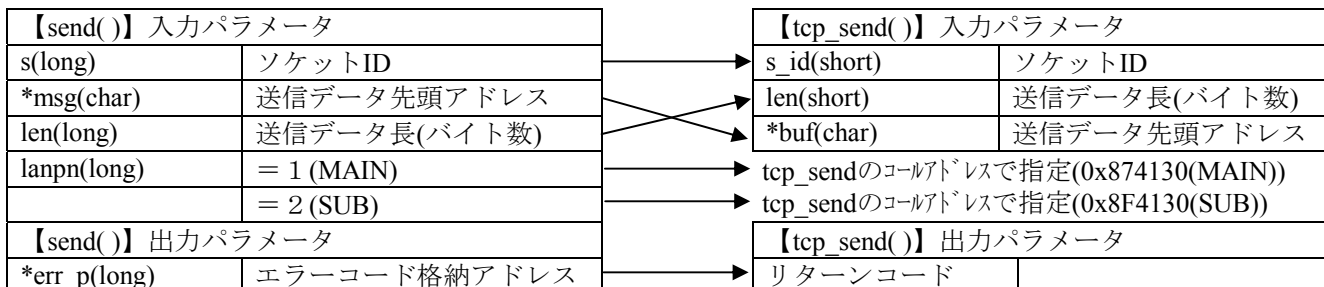 【send( )】入力パラメータ 【tcp_send( )】入力パラメータ
s(long) ソケットID s_id(short) ソケットID
*msg(char) 送信データ先頭アドレス len(short) 送信データ長(バイト数)
len(long) 送信データ長(バイト数) *buf(char) 送信データ先頭アドレス
lanpn(long) ＝１(MAIN) tcp_sendのｺｰﾙｱﾄﾞﾚｽで指定(0x874130(MAIN))
＝２(SUB) tcp_sendのｺｰﾙｱﾄﾞﾚｽで指定(0x8F4130(SUB))
【send( )】出力パラメータ 【tcp_send( )】出力パラメータ
*err_p(long) エラーコード格納アドレス リターンコード